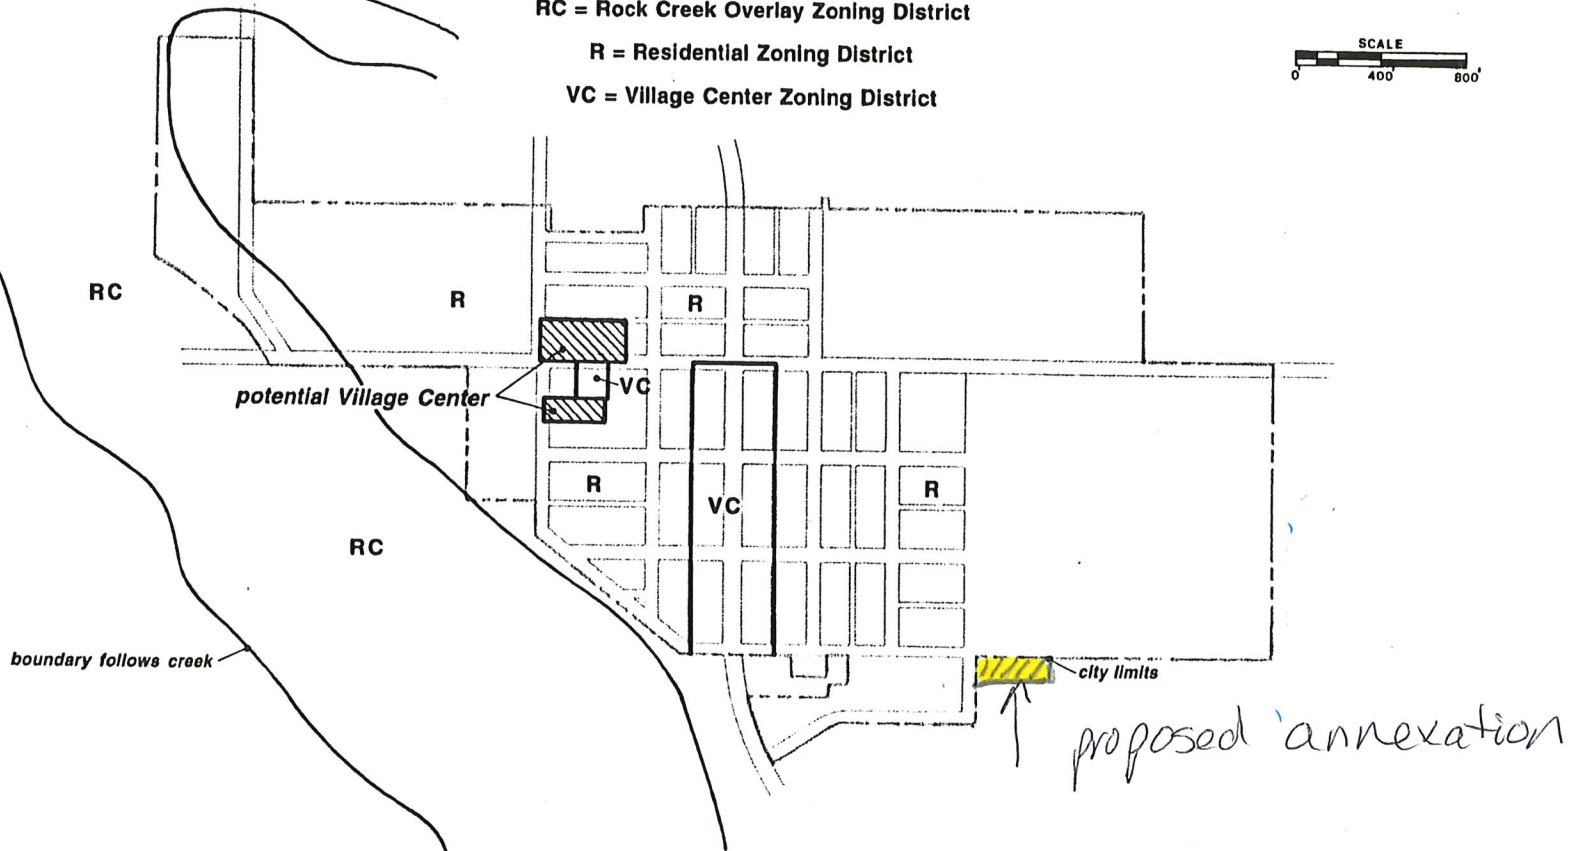 RC = Rock Creek Overlay Zoning District
R = Residential Zoning District
VC = Village Center Zoning District
SCALE
0 400 800'
RC
R
R
potential Village Center
VC
R
VC
R
RC
boundary follows creek
city limits
proposed annexation